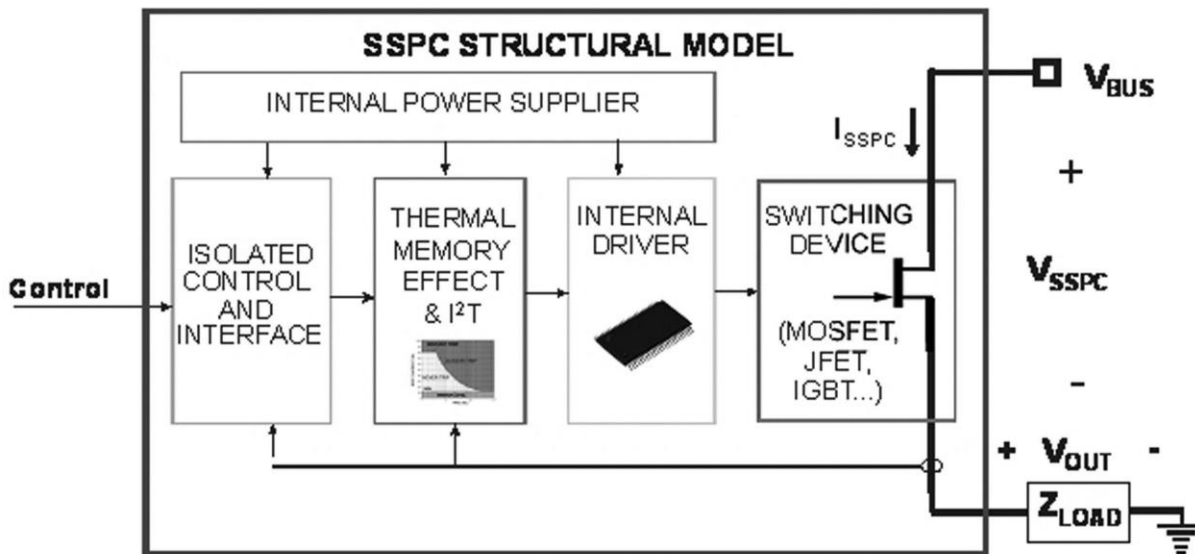 SSPC STRUCTURAL MODEL
INTERNAL POWER SUPPLIER
V_BUS
I_SSPC
+
ISOLATED
CONTROL
AND
INTERFACE
THERMAL
MEMORY
EFFECT
& I²T
INTERNAL
DRIVER
SWITCHING
DEVICE
(MOSFET,
JFET,
IGBT...)
Control
V_SSPC
-
+ V_OUT -
Z_LOAD